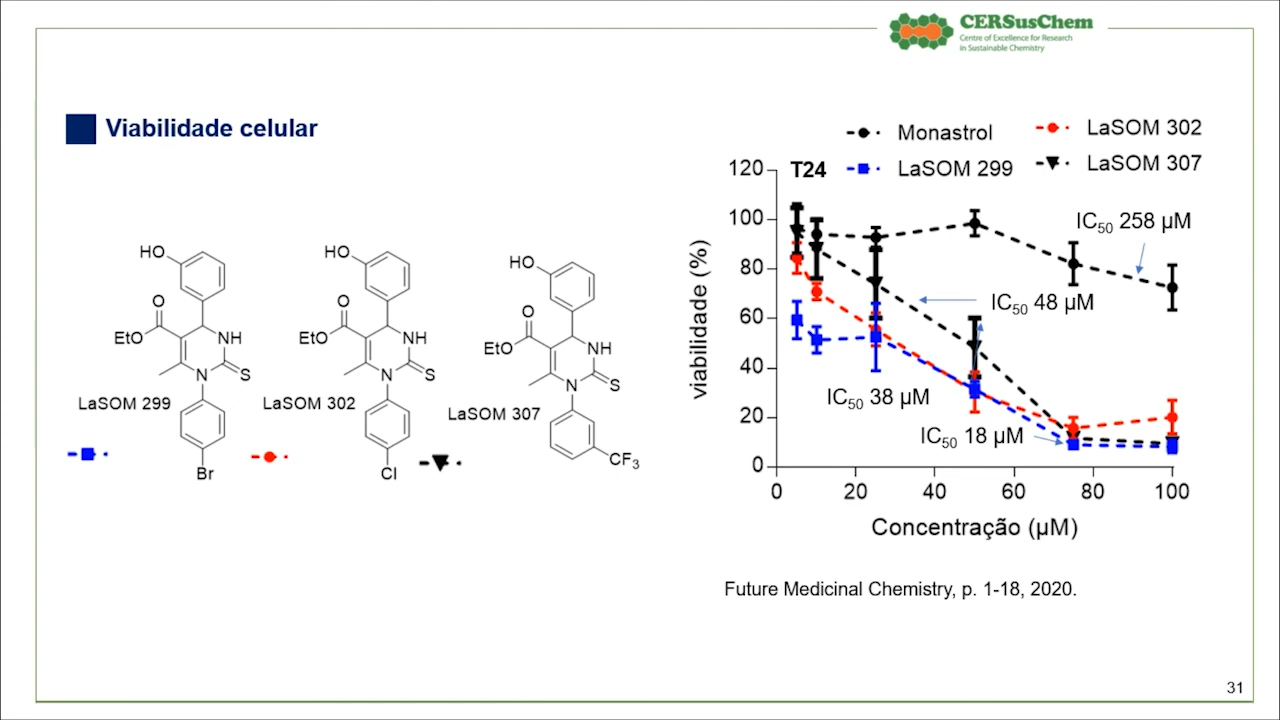 CERSusChem
Centre of Excellence for Research
in Sustainable Chemistry
Viabilidade celular
HO
O
EtO
NH
N
S
LaSOM 299
Br
HO
O
EtO
NH
N
S
LaSOM 302
Cl
HO
O
EtO
NH
N
S
LaSOM 307
CF3
Monastrol
LaSOM 302
LaSOM 299
LaSOM 307
T24
viabilidade (%)
120
100
80
60
40
20
0
IC50 258 µM
IC50 48 µM
IC50 38 µM
IC50 18 µM
0 20 40 60 80 100
Concentração (µM)
Future Medicinal Chemistry, p. 1-18, 2020.
31